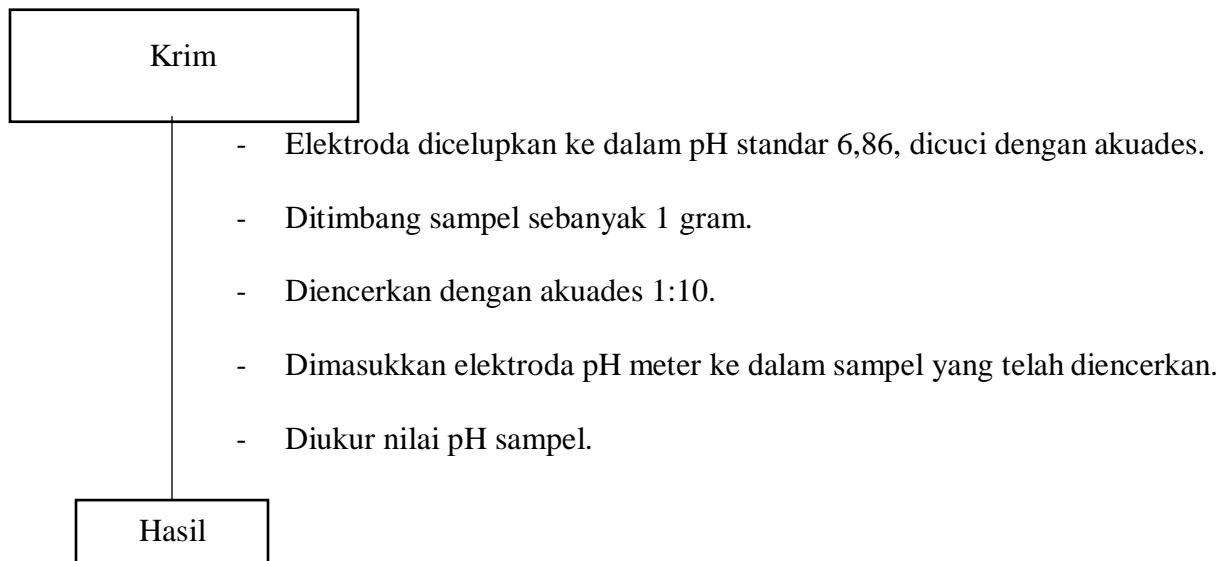 Krim
- Elektroda dicelupkan ke dalam pH standar 6,86, dicuci dengan akuades.
- Ditimbang sampel sebanyak 1 gram.
- Diencerkan dengan akuades 1:10.
- Dimasukkan elektroda pH meter ke dalam sampel yang telah diencerkan.
- Diukur nilai pH sampel.
Hasil